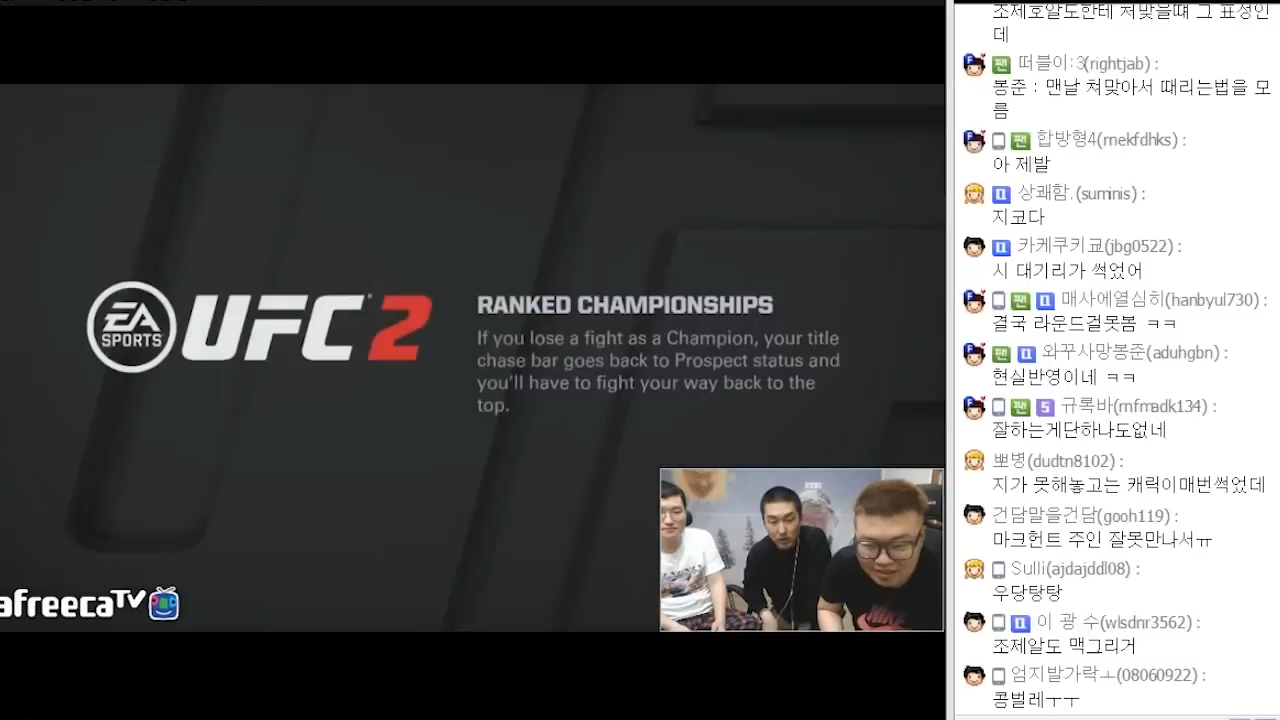 EA
SPORTS
UFC 2
RANKED CHAMPIONSHIPS
If you lose a fight as a Champion, your title
chase bar goes back to Prospect status and
you'll have to fight your way back to the
top.
afreecaTV
조제호알도한테 처맞을때 그 표정인
데
떠블이:3(rightjab) :
봉준 : 맨날 쳐맞아서 때리는법을 모
름
합방형4(rnekfdhks) :
아 제발
상쾌함.(suminis) :
지코다
카케쿠키쿄(jbg0522) :
시 대기리가 썩었어
매사에열심히(hanbyul730) :
결국 라운드걸못봄 ㅋㅋ
와꾸사망봉준(aduhgbn) :
현실반영이네 ㅋㅋ
규록바(rnfmadk134) :
잘하는게단하나도없네
뽀병(dudtn8102) :
지가 못해놓고는 캐릭이매번썩었데
건담말을건담(gooh119) :
마크헌트 주인 잘못만나서ㅠ
Sulli(ajdajddl08) :
우당탕탕
이 광 수(wlsdnr3562) :
조제알도 맥그리거
엄지발가락ㅗ(08060922) :
콩벌레ㅜㅜ